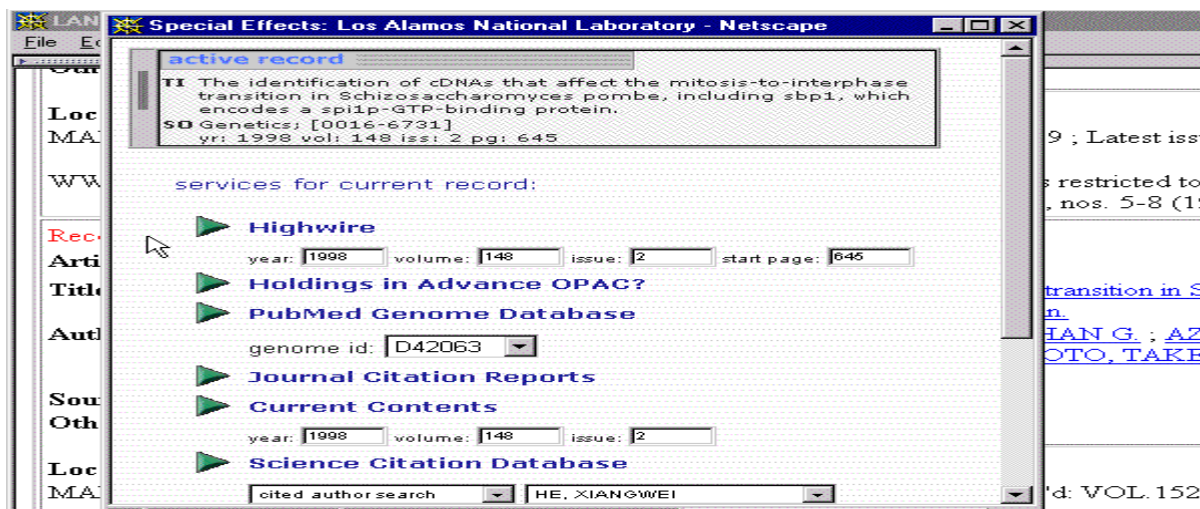 LAN
Special Effects: Los Alamos National Laboratory - Netscape
File
active record
TI The identification of cDNAs that affect the mitosis-to-interphase
transition in Schizosaccharomyces pombe, including sbp1, which
encodes a spi1p-GTP-binding protein.
SO Genetics; [0016-6731]
yr: 1998 vol: 148 iss: 2 pg: 645
Loc
MA
9 ; Latest iss
services for current record:
WW
s restricted to
, nos. 5-8 (1
Rec
Highwire
Arti
year: 1998 volume: 148 issue: 2 start page: 645
Holdings in Advance OPAC?
Title
transition in S
PubMed Genome Database
n.
Aut
HAN G. ; AZ
genome id: D42063
OTO, TAKE
Journal Citation Reports
Sou
Current Contents
Oth
year: 1998 volume: 148 issue: 2
Science Citation Database
Loc
cited author search HE, XIANGWEI
MA
'd: VOL.152